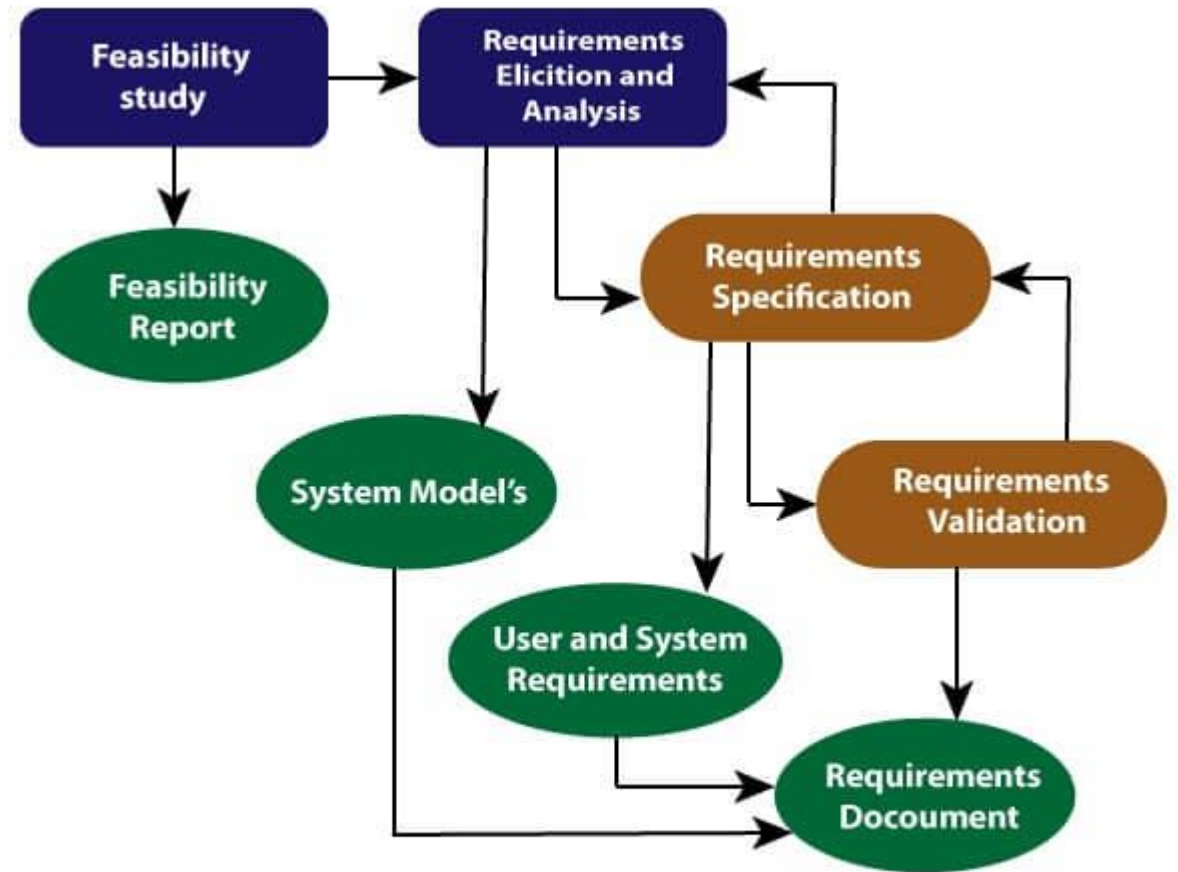 Feasibility
study
Requirements
Elicition and
Analysis
Feasibility
Report
Requirements
Specification
System Model's
Requirements
Validation
User and System
Requirements
Requirements
Docoument